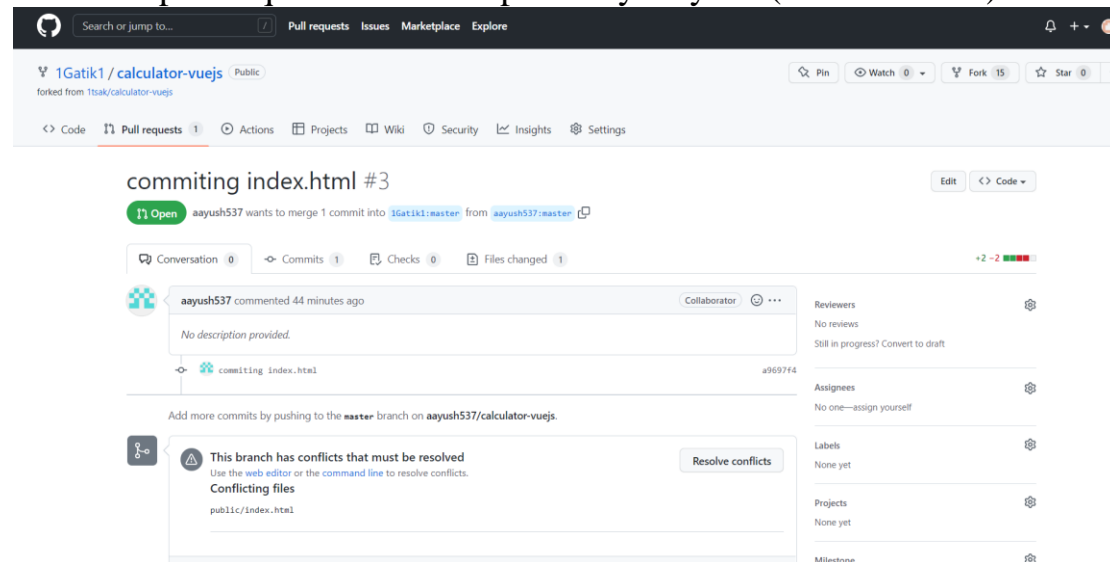 Search or jump to... / Pull requests Issues Marketplace Explore
1Gatik1 / calculator-vuejs Public
Pin Watch 0 Fork 15 Star 0
forked from 1tsak/calculator-vuejs
Code Pull requests 1 Actions Projects Wiki Security Insights Settings
commiting index.html #3
Edit Code
Open aayush537 wants to merge 1 commit into 1Gatik1:master from aayush537:master
Conversation 0 Commits 1 Checks 0 Files changed 1 +2 −2
aayush537 commented 44 minutes ago Collaborator ...
No description provided.
commiting index.html a9697f4
Add more commits by pushing to the master branch on aayush537/calculator-vuejs.
This branch has conflicts that must be resolved
Use the web editor or the command line to resolve conflicts.
Resolve conflicts
Conflicting files
public/index.html
Reviewers
No reviews
Still in progress? Convert to draft
Assignees
No one—assign yourself
Labels
None yet
Projects
None yet
Milestone